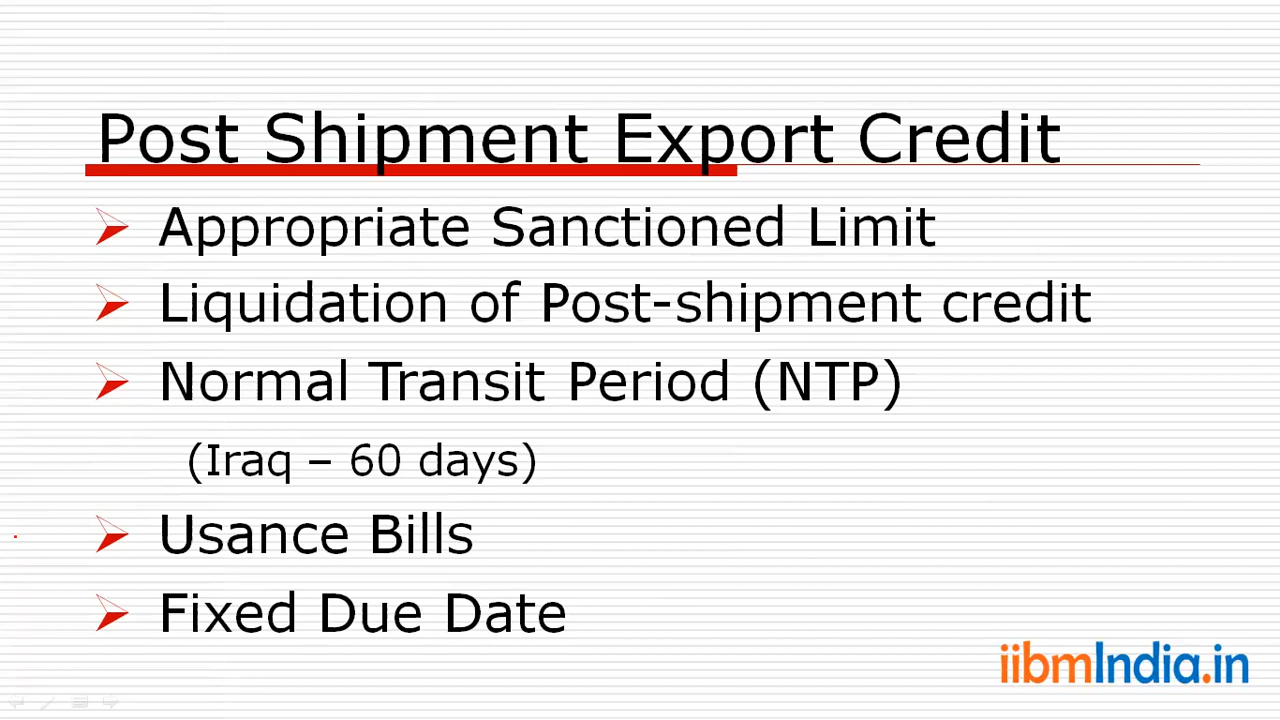 Post Shipment Export Credit
Appropriate Sanctioned Limit
Liquidation of Post-shipment credit
Normal Transit Period (NTP)
(Iraq – 60 days)
Usance Bills
Fixed Due Date
iibmIndia.in